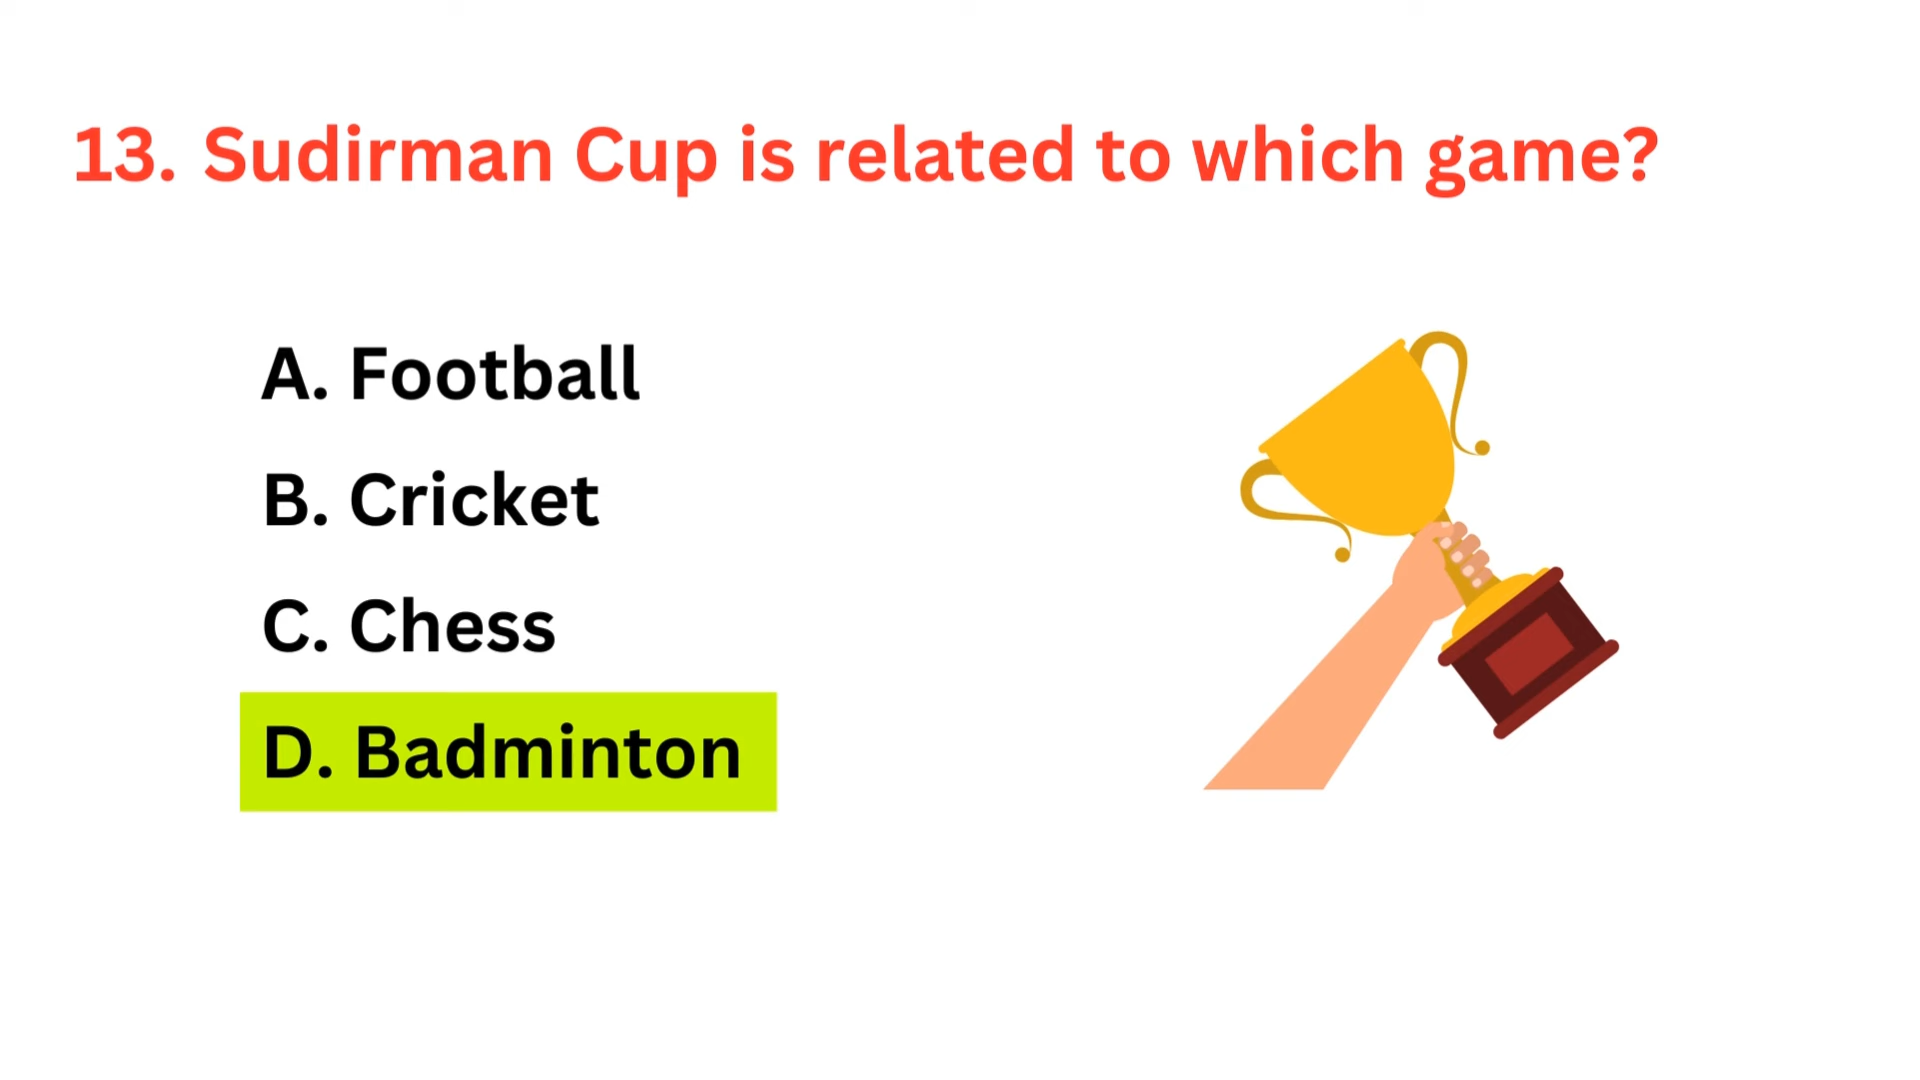 13. Sudirman Cup is related to which game?
A. Football
B. Cricket
C. Chess
D. Badminton